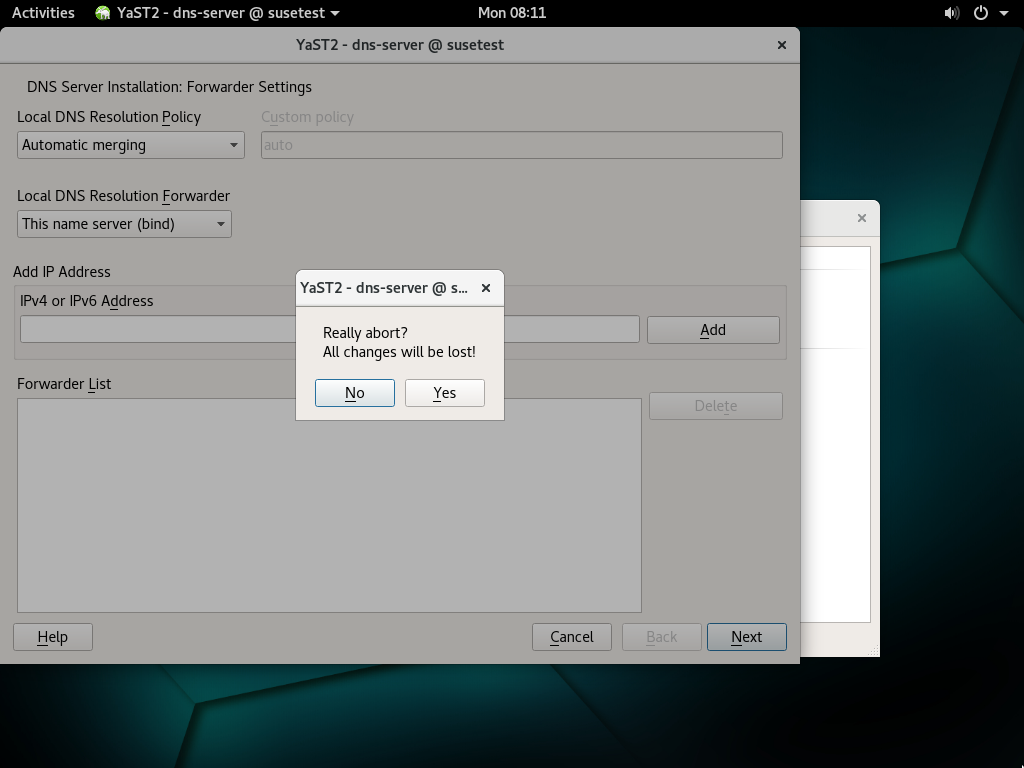 Activities
YaST2 - dns-server @ susetest
Mon 08:11
YaST2 - dns-server @ susetest
DNS Server Installation: Forwarder Settings
Local DNS Resolution Policy
Custom policy
Automatic merging
auto
Local DNS Resolution Forwarder
This name server (bind)
Add IP Address
IPv4 or IPv6 Address
Add
YaST2 - dns-server @ s...
Really abort?
All changes will be lost!
No
Yes
Forwarder List
Delete
Help
Cancel
Back
Next